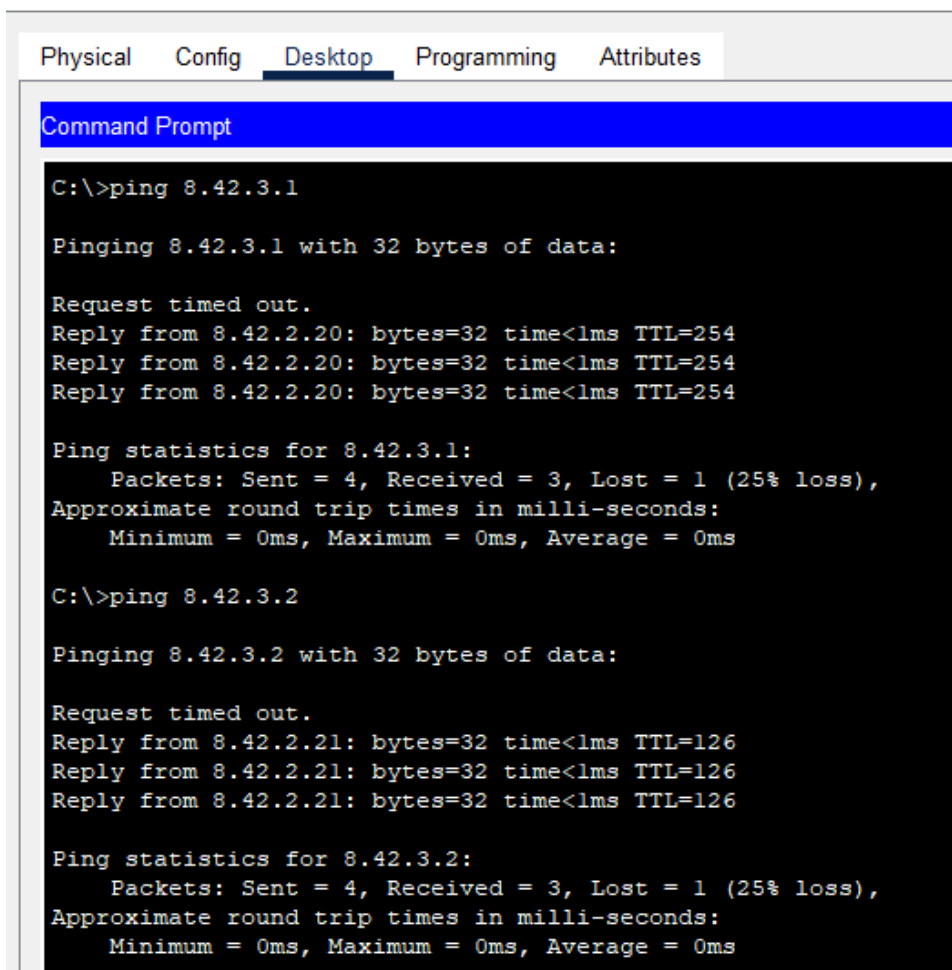 Physical Config Desktop Programming Attributes
Command Prompt
C:\>ping 8.42.3.1
Pinging 8.42.3.1 with 32 bytes of data:
Request timed out.
Reply from 8.42.2.20: bytes=32 time<1ms TTL=254
Reply from 8.42.2.20: bytes=32 time<1ms TTL=254
Reply from 8.42.2.20: bytes=32 time<1ms TTL=254
Ping statistics for 8.42.3.1:
Packets: Sent = 4, Received = 3, Lost = 1 (25% loss),
Approximate round trip times in milli-seconds:
Minimum = 0ms, Maximum = 0ms, Average = 0ms
C:\>ping 8.42.3.2
Pinging 8.42.3.2 with 32 bytes of data:
Request timed out.
Reply from 8.42.2.21: bytes=32 time<1ms TTL=126
Reply from 8.42.2.21: bytes=32 time<1ms TTL=126
Reply from 8.42.2.21: bytes=32 time<1ms TTL=126
Ping statistics for 8.42.3.2:
Packets: Sent = 4, Received = 3, Lost = 1 (25% loss),
Approximate round trip times in milli-seconds:
Minimum = 0ms, Maximum = 0ms, Average = 0ms